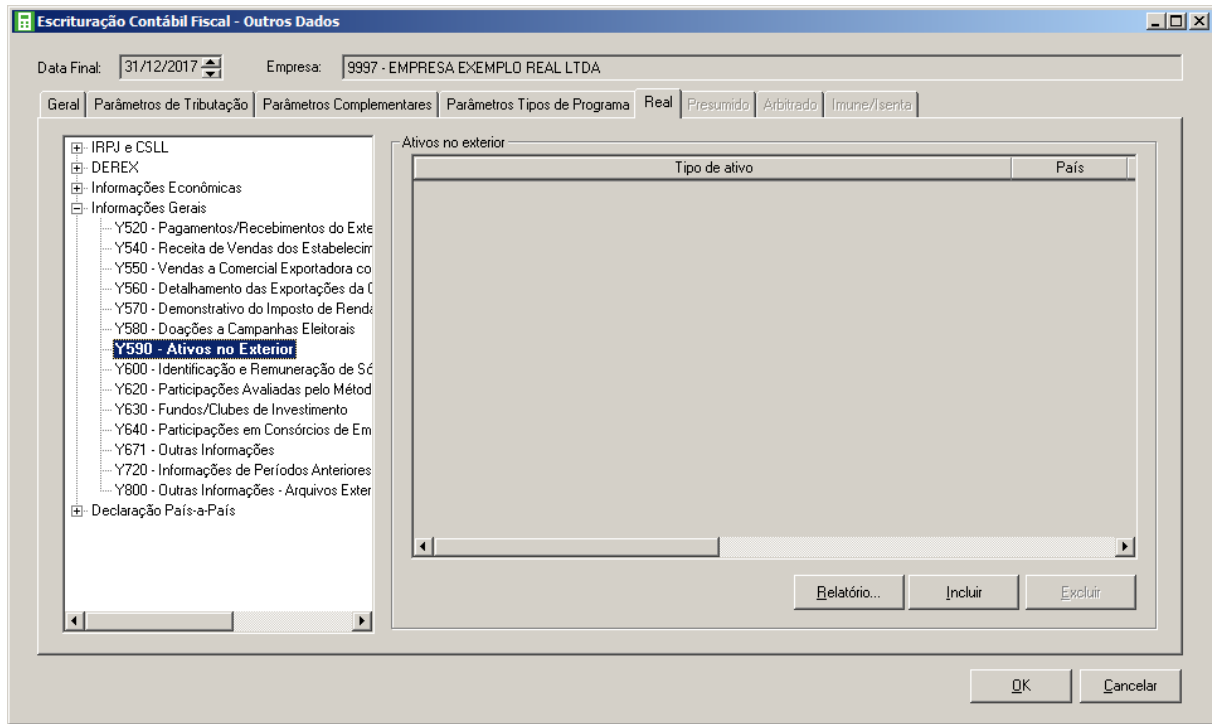 Escrituração Contábil Fiscal - Outros Dados
Data Final: 31/12/2017 Empresa: 9997 - EMPRESA EXEMPLO REAL LTDA
Geral Parâmetros de Tributação Parâmetros Complementares Parâmetros Tipos de Programa Real Presumido Arbitrado Imune/Isenta
IRPJ e CSLL
DEREX
Informações Econômicas
Informações Gerais
Y520 - Pagamentos/Recebimentos do Exte
Y540 - Receita de Vendas dos Estabelecim
Y550 - Vendas a Comercial Exportadora co
Y560 - Detalhamento das Exportações da C
Y570 - Demonstrativo do Imposto de Renda
Y580 - Doações a Campanhas Eleitorais
Y590 - Ativos no Exterior
Y600 - Identificação e Remuneração de Só
Y620 - Participações Avaliadas pelo Métod
Y630 - Fundos/Clubes de Investimento
Y640 - Participações em Consórcios de Em
Y671 - Outras Informações
Y720 - Informações de Períodos Anteriores
Y800 - Outras Informações - Arquivos Exter
Declaração País-a-País
Ativos no exterior
Tipo de ativo País
Relatório... Incluir Excluir
OK Cancelar